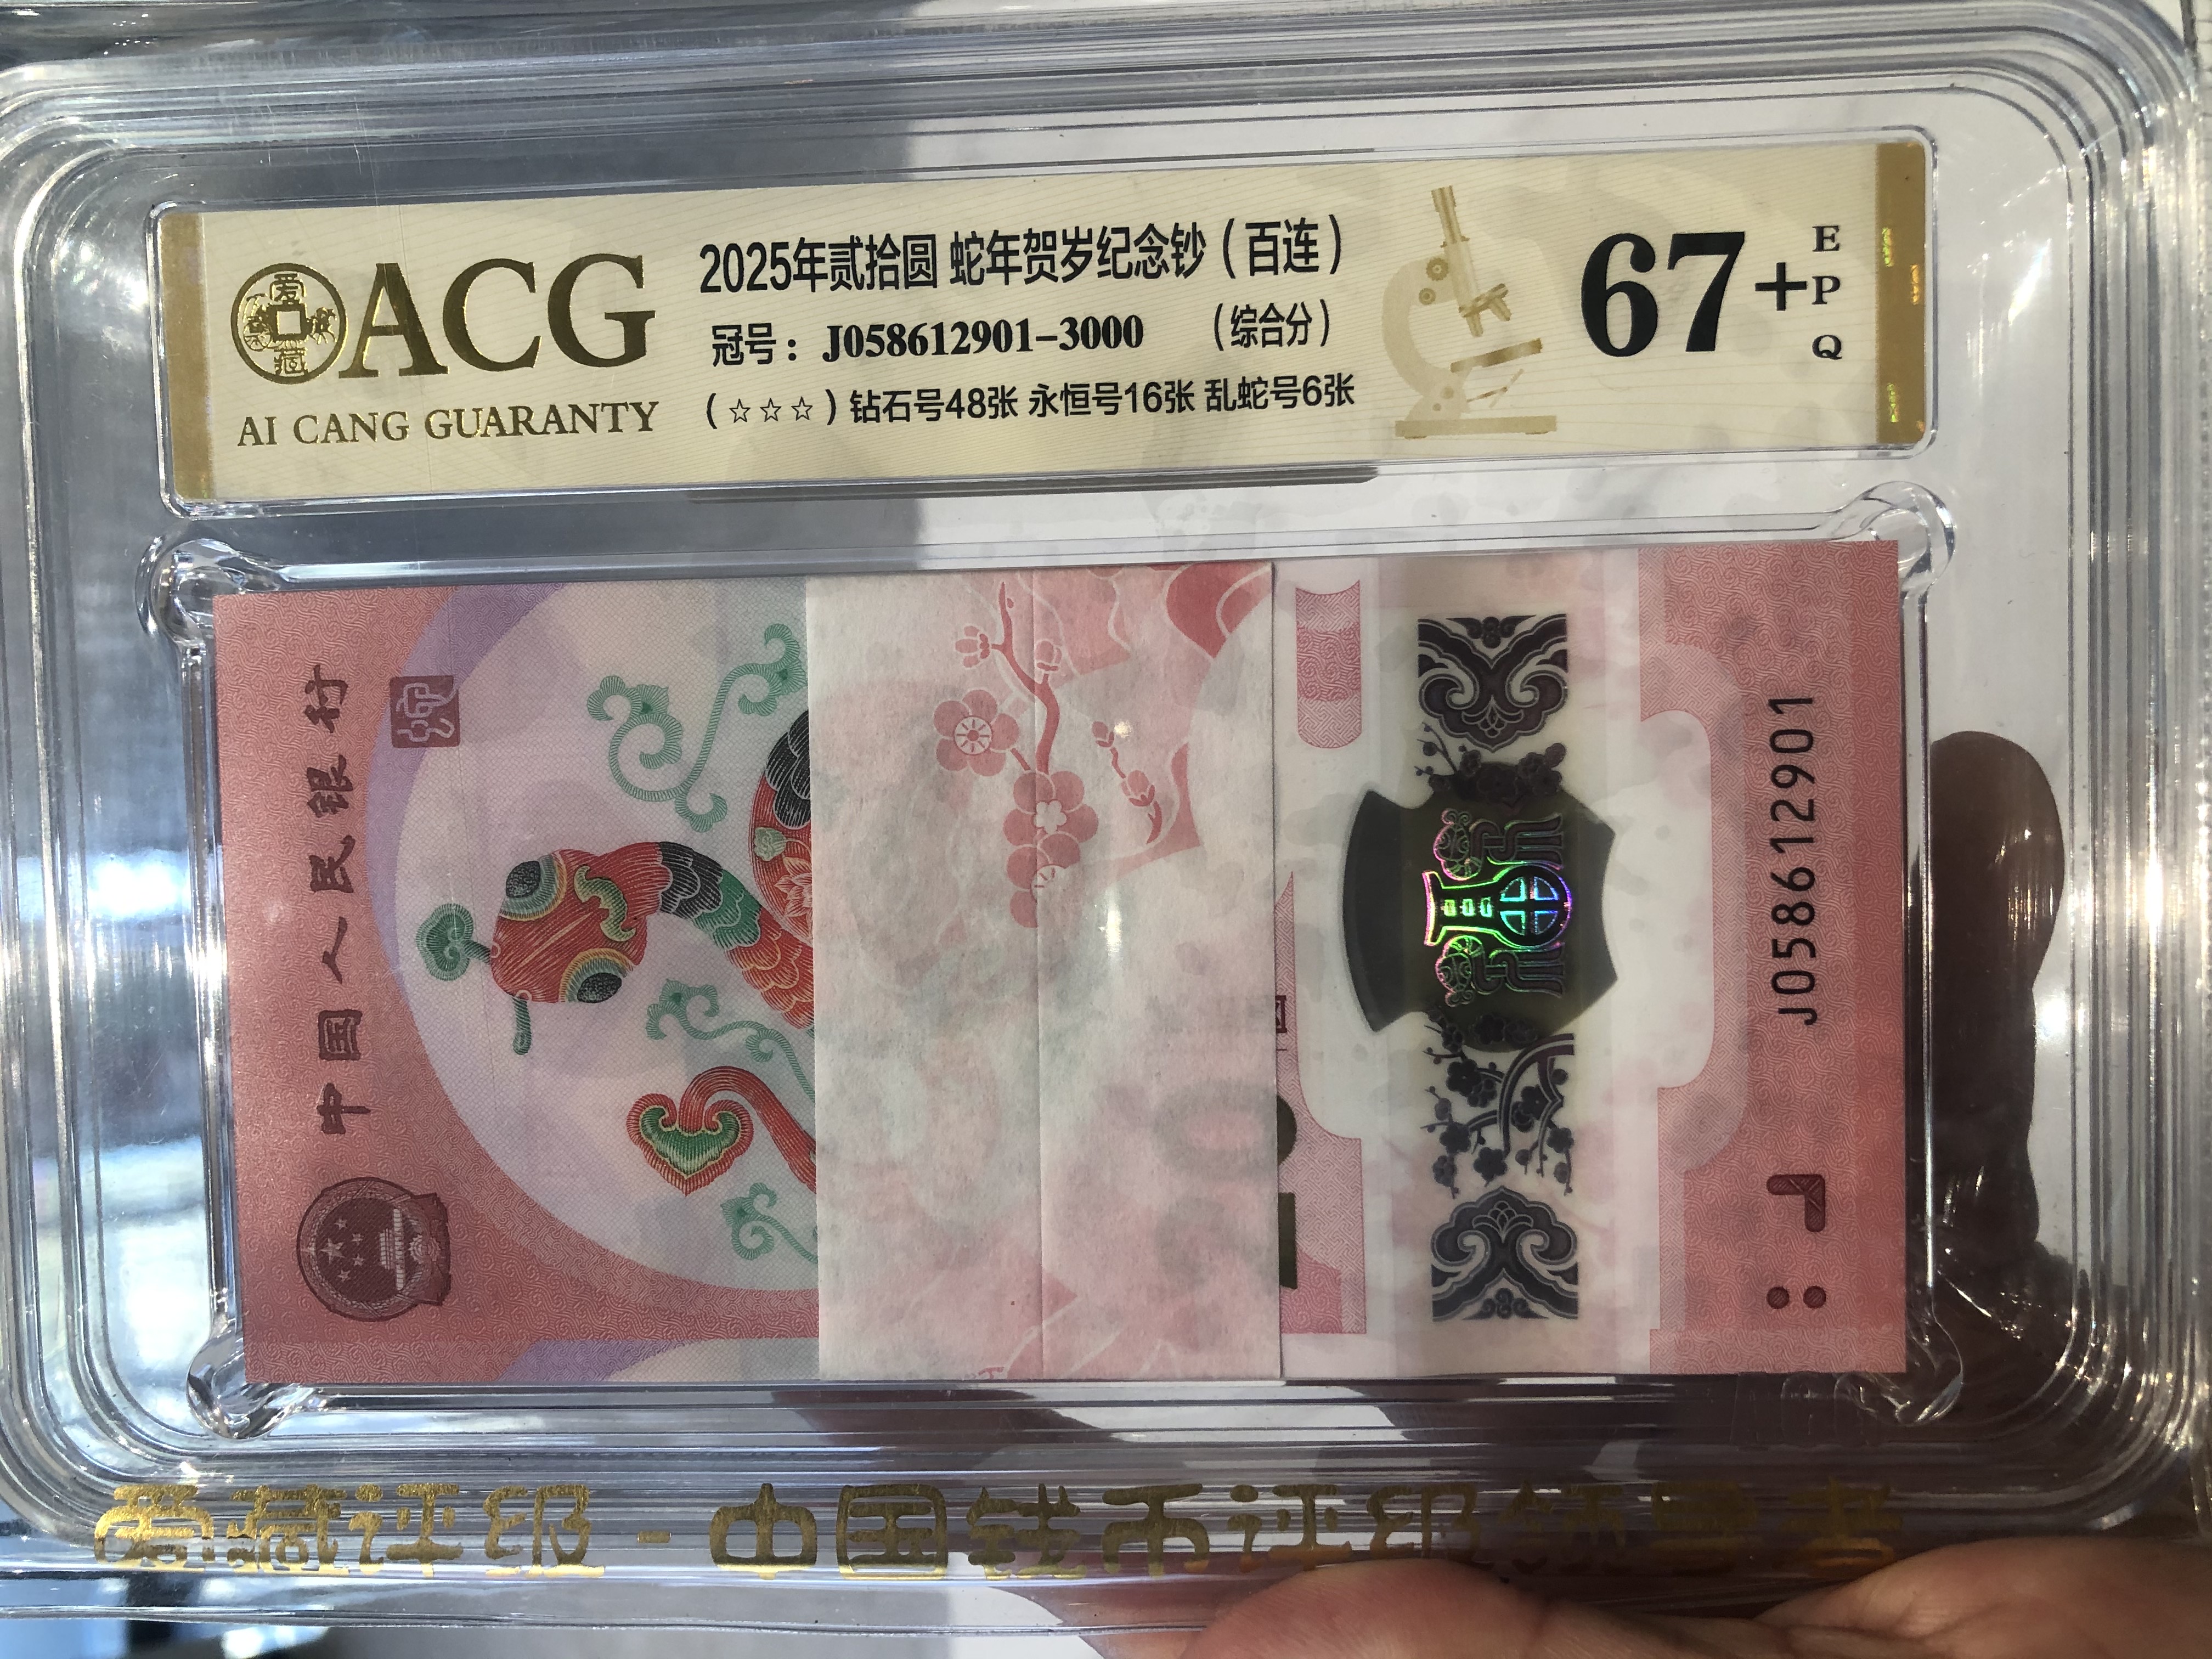 爱藏
ACG
AI CANG GUARANTY
2025年贰拾圆 蛇年贺岁纪念钞（百连）
冠号：J058612901-3000 （综合分）
（☆☆☆）钻石号48张 永恒号16张 乱蛇号6张
67+
EPQ
中国人民银行
J058612901
爱藏评级-中国钱币评级领导者